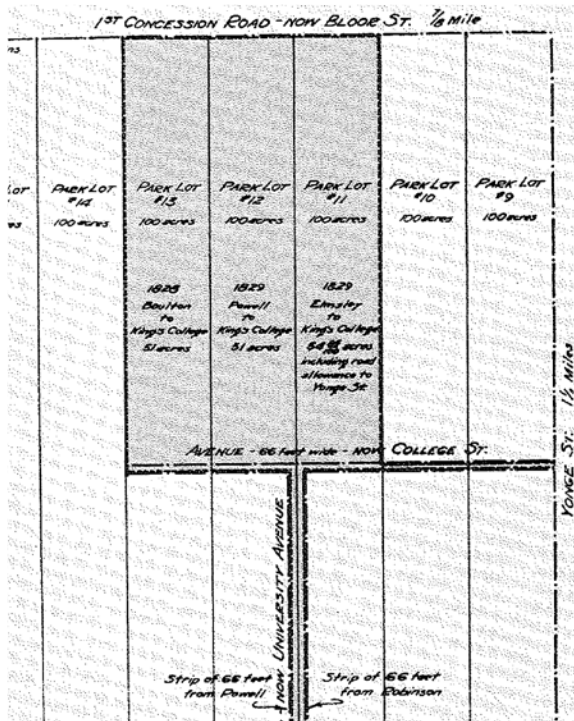 1ST CONCESSION ROAD - NOW BLOOR ST. 7/8 Mile
PARK LOT
#14
100 acres
PARK LOT
#13
100 acres
PARK LOT
#12
100 acres
PARK LOT
#11
100 acres
PARK LOT
#10
100 acres
PARK LOT
#9
100 acres
1828
Boulton
to
King's College
51 acres
1829
Powell
to
King's College
51 acres
1829
Elmsley
to
King's College
54 acres
including road
allowance to
Yonge St.
AVENUE - 66 feet wide - NOW COLLEGE ST.
YONGE ST. 1¼ Miles
NOW UNIVERSITY AVENUE
Strip of 66 feet
from Powell
Strip of 66 feet
from Robinson